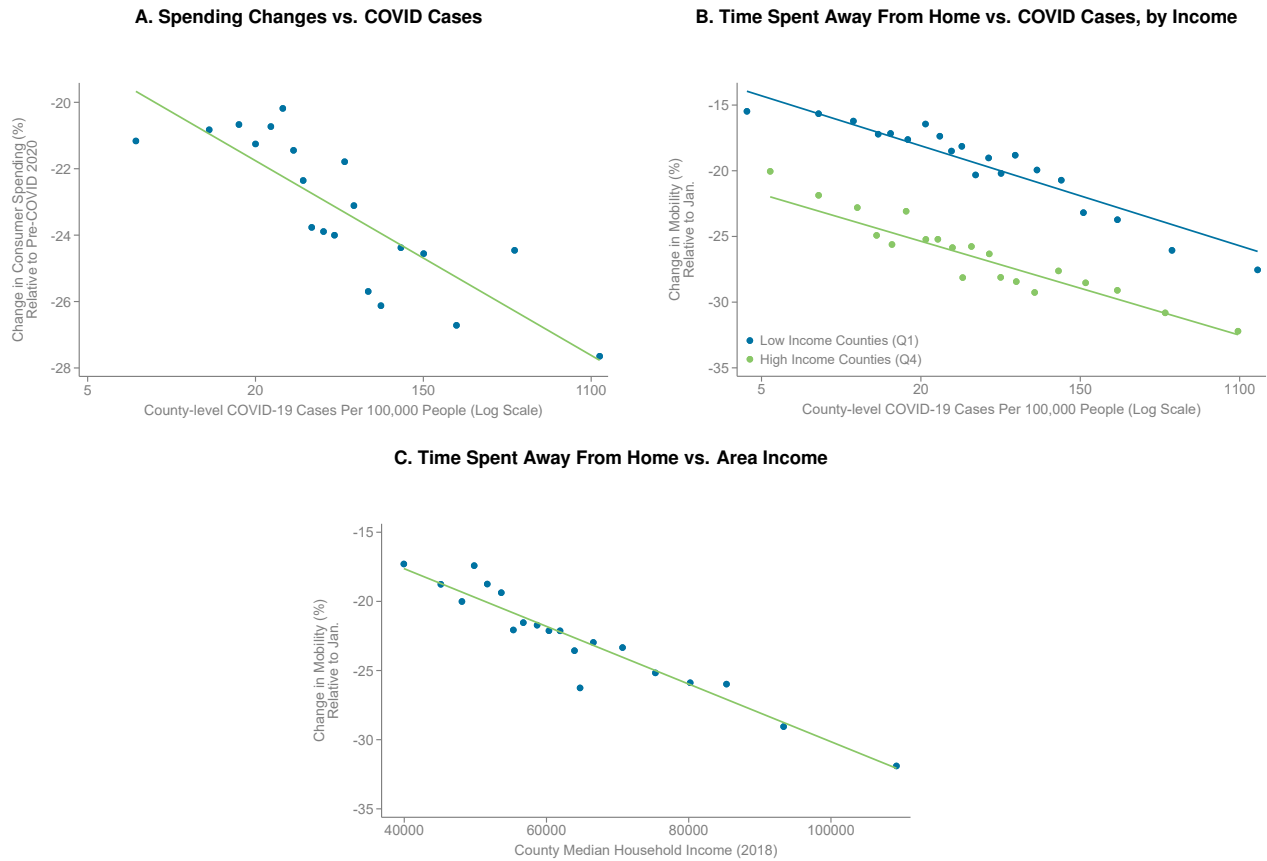 A. Spending Changes vs. COVID Cases
-20
-22
-24
-26
-28
Change in Consumer Spending (%)
Relative to Pre-COVID 2020
5
20
150
1100
County-level COVID-19 Cases Per 100,000 People (Log Scale)
B. Time Spent Away From Home vs. COVID Cases, by Income
-15
-20
-25
-30
-35
Change in Mobility (%)
Relative to Jan.
Low Income Counties (Q1)
High Income Counties (Q4)
5
20
150
1100
County-level COVID-19 Cases Per 100,000 People (Log Scale)
C. Time Spent Away From Home vs. Area Income
-15
-20
-25
-30
-35
Change in Mobility (%)
Relative to Jan.
40000
60000
80000
100000
County Median Household Income (2018)